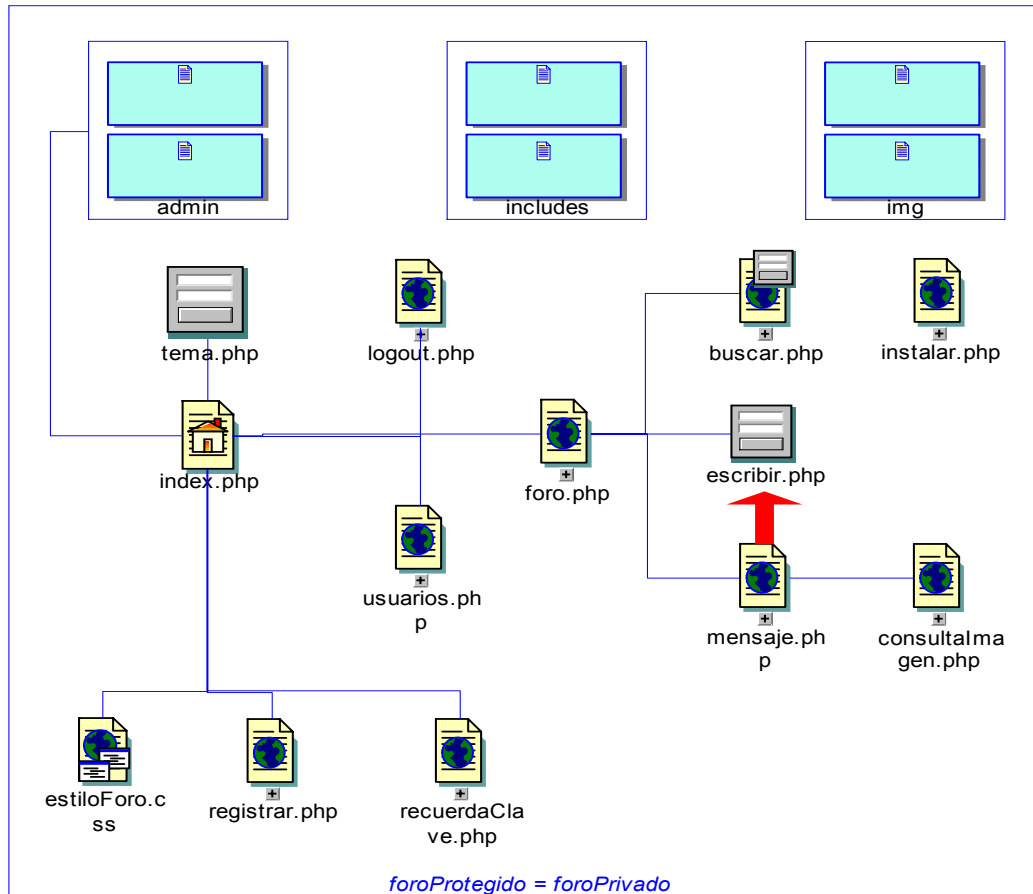 admin
includes
img
tema.php
logout.php
buscar.php
instalar.php
index.php
foro.php
escribir.php
usuarios.ph
p
mensaje.ph
p
consultaIma
gen.php
estiloForo.c
ss
registrar.php
recuerdaCla
ve.php
foroProtegido = foroPrivado